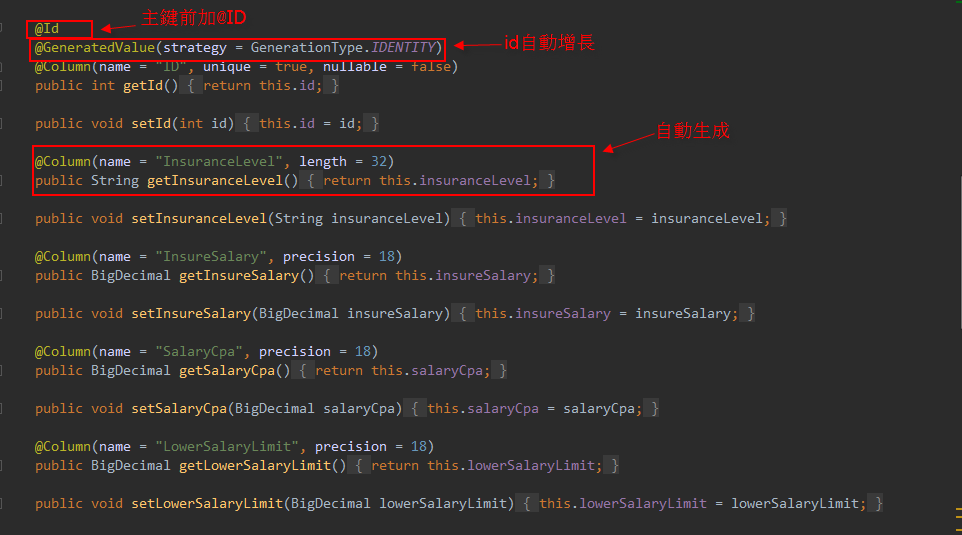 @Id
主鍵前加@ID
@GeneratedValue(strategy = GenerationType.IDENTITY)
id自動增長
@Column(name = "ID", unique = true, nullable = false)
public int getId() { return this.id; }
public void setId(int id) { this.id = id; }
自動生成
@Column(name = "InsuranceLevel", length = 32)
public String getInsuranceLevel() { return this.insuranceLevel; }
public void setInsuranceLevel(String insuranceLevel) { this.insuranceLevel = insuranceLevel; }
@Column(name = "InsureSalary", precision = 18)
public BigDecimal getInsureSalary() { return this.insureSalary; }
public void setInsureSalary(BigDecimal insureSalary) { this.insureSalary = insureSalary; }
@Column(name = "SalaryCpa", precision = 18)
public BigDecimal getSalaryCpa() { return this.salaryCpa; }
public void setSalaryCpa(BigDecimal salaryCpa) { this.salaryCpa = salaryCpa; }
@Column(name = "LowerSalaryLimit", precision = 18)
public BigDecimal getLowerSalaryLimit() { return this.lowerSalaryLimit; }
public void setLowerSalaryLimit(BigDecimal lowerSalaryLimit) { this.lowerSalaryLimit = lowerSalaryLimit; }